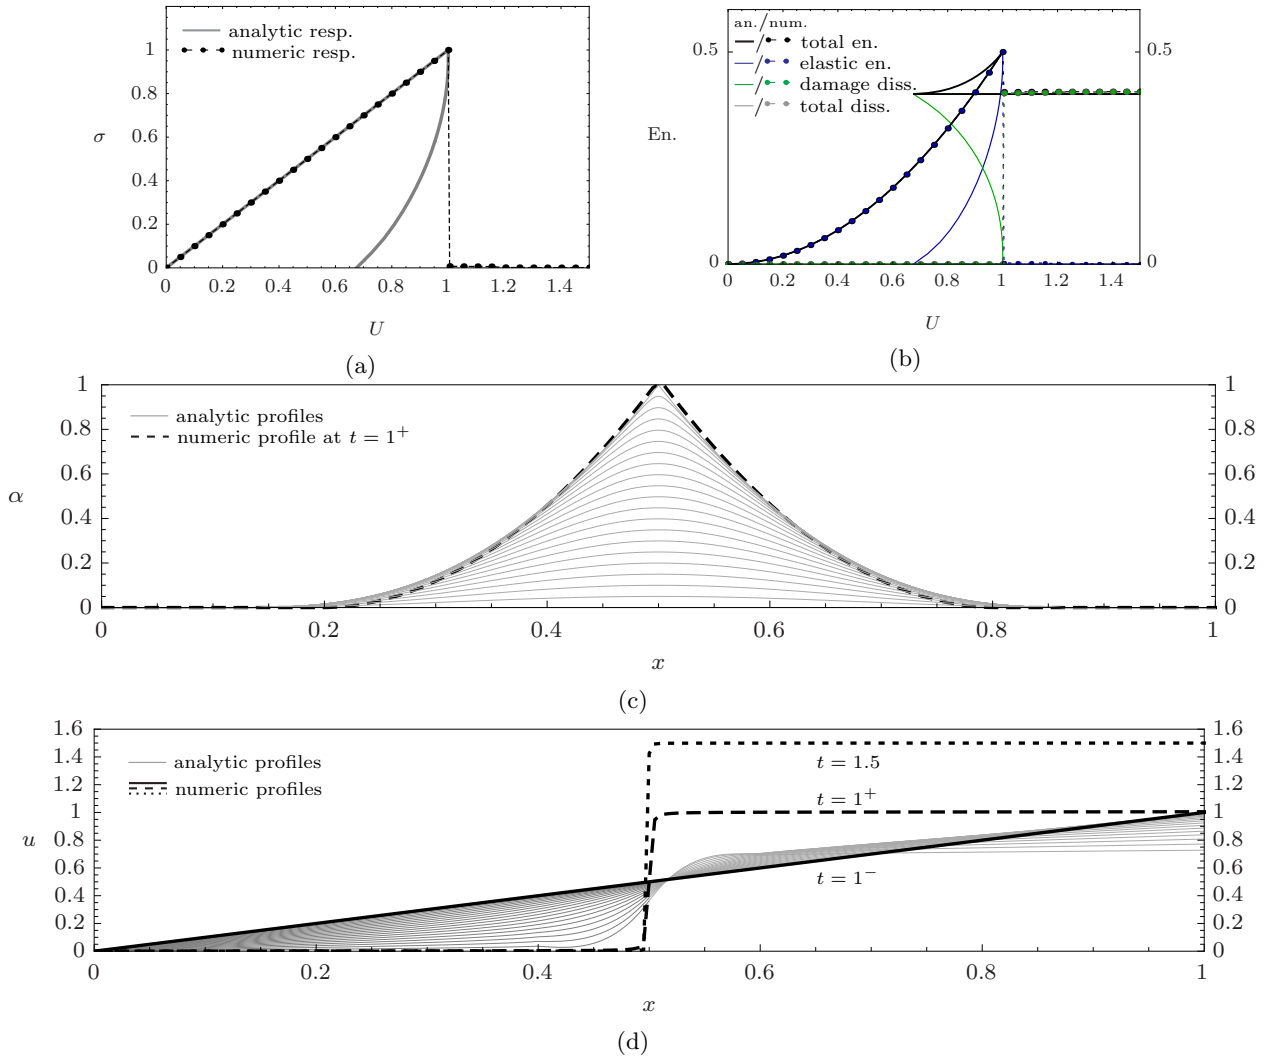 analytic resp.
numeric resp.
1
0.8
0.6
0.4
0.2
0
σ
0.2 0.4 0.6 0.8 1 1.2 1.4
U
(a)
an./num.
total en.
elastic en.
damage diss.
total diss.
0.5
0
En.
0.5
0
0.2 0.4 0.6 0.8 1 1.2 1.4
U
(b)
analytic profiles
numeric profile at t = 1⁺
1
0.8
0.6
0.4
0.2
0
α
1
0.8
0.6
0.4
0.2
0
0 0.2 0.4 0.6 0.8 1
x
(c)
analytic profiles
numeric profiles
1.6
1.4
1.2
1
0.8
0.6
0.4
0.2
0
u
t = 1.5
t = 1⁺
t = 1⁻
1.6
1.4
1.2
1
0.8
0.6
0.4
0.2
0
0 0.2 0.4 0.6 0.8 1
x
(d)